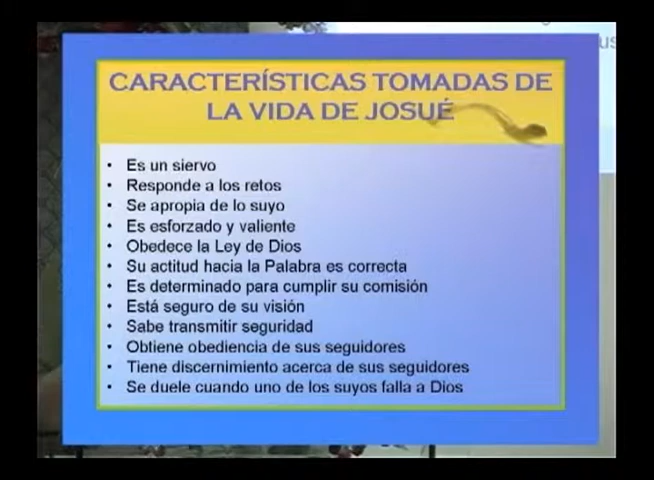 CARACTERÍSTICAS TOMADAS DE
LA VIDA DE JOSUÉ
• Es un siervo
• Responde a los retos
• Se apropia de lo suyo
• Es esforzado y valiente
• Obedece la Ley de Dios
• Su actitud hacia la Palabra es correcta
• Es determinado para cumplir su comisión
• Está seguro de su visión
• Sabe transmitir seguridad
• Obtiene obediencia de sus seguidores
• Tiene discernimiento acerca de sus seguidores
• Se duele cuando uno de los suyos falla a Dios